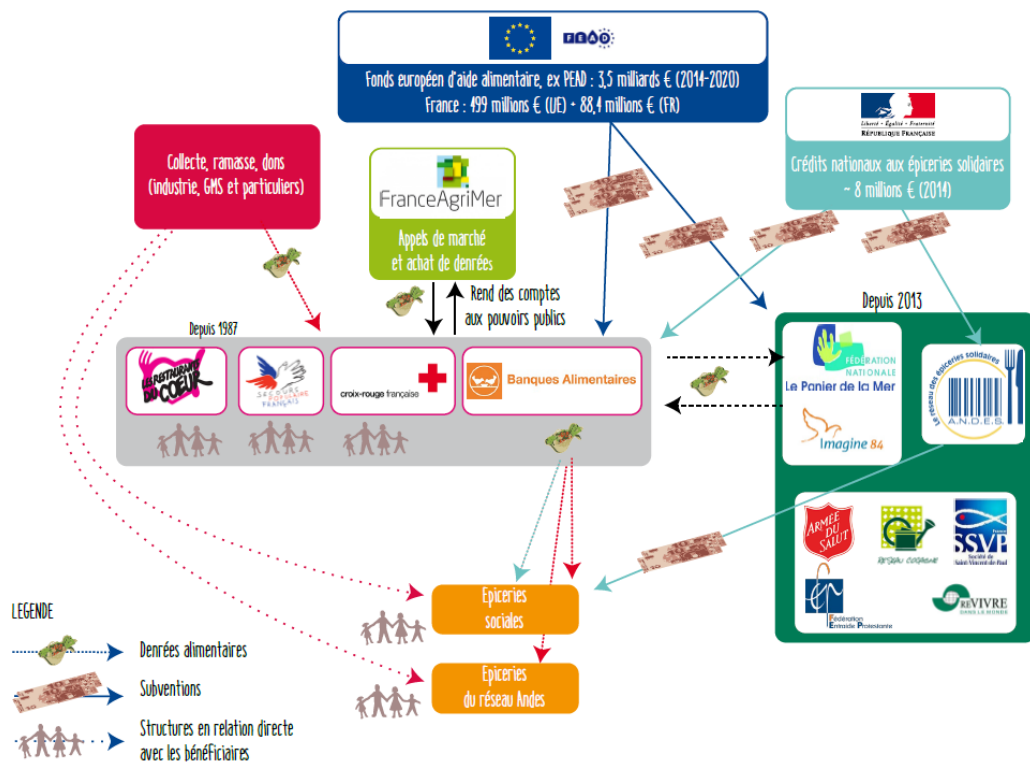 FEAD
Fonds européen d'aide alimentaire, ex PEAD : 3,5 milliards € (2014-2020)
France : 499 millions € (UE) + 88,4 millions € (FR)
Liberté • Égalité • Fraternité
RÉPUBLIQUE FRANÇAISE
Crédits nationaux aux épiceries solidaires
~ 8 millions € (2014)
Collecte, ramasse, dons
(industrie, GMS et particuliers)
FranceAgriMer
Appels de marché
et achat de denrées
Rend des comptes
aux pouvoirs publics
Depuis 1987
LES RESTAURANTS
DU COEUR
SECOURS
POPULAIRE
FRANÇAIS
croix-rouge française
Banques Alimentaires
Depuis 2013
FÉDÉRATION
NATIONALE
Le Panier de la Mer
Imagine 84
Le réseau des épiceries solidaires
A.N.D.E.S.
ARMÉE
DU
SALUT
RESEAU COCAGNE
SSVP
Société de
Saint-Vincent de Paul
Fédération
Entraide Protestante
REVIVRE
DANS LE MONDE
Epiceries
sociales
Epiceries
du réseau Andes
LEGENDE
Denrées alimentaires
Subventions
Structures en relation directe
avec les bénéficiaires